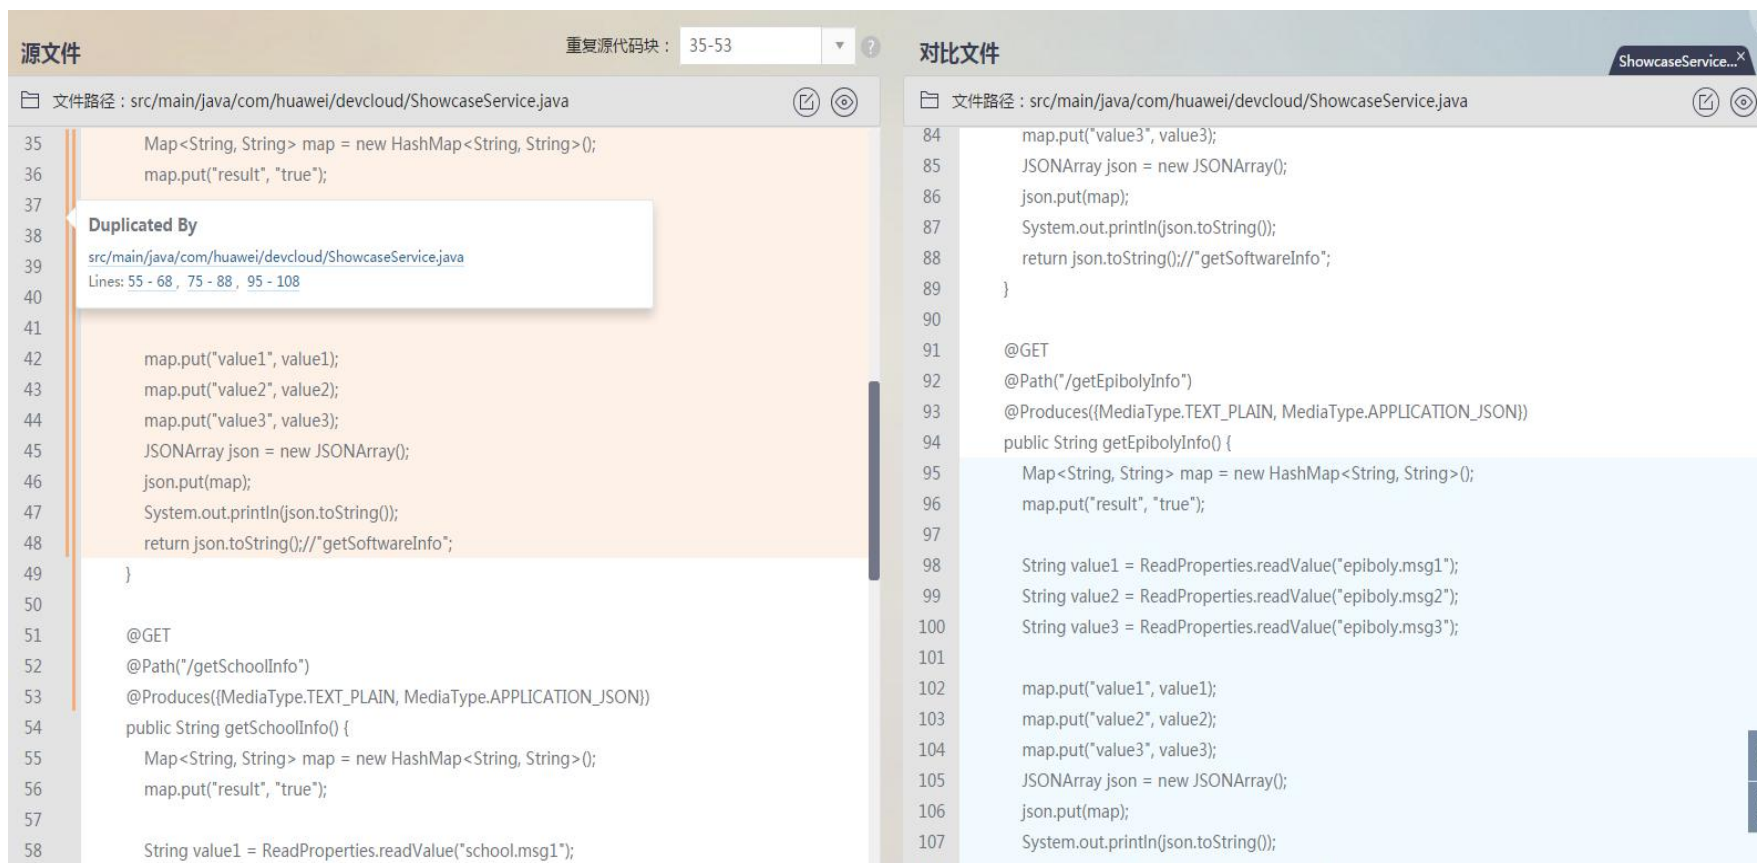 源文件
重复源代码块： 35-53 ▼ ?
文件路径：src/main/java/com/huawei/devcloud/ShowcaseService.java
35 Map<String, String> map = new HashMap<String, String>();
36 map.put("result", "true");
37
38
39
40
41
Duplicated By
src/main/java/com/huawei/devcloud/ShowcaseService.java
Lines: 55 - 68 , 75 - 88 , 95 - 108
42 map.put("value1", value1);
43 map.put("value2", value2);
44 map.put("value3", value3);
45 JSONArray json = new JSONArray();
46 json.put(map);
47 System.out.println(json.toString());
48 return json.toString();//"getSoftwareInfo";
49 }
50
51 @GET
52 @Path("/getSchoolInfo")
53 @Produces({MediaType.TEXT_PLAIN, MediaType.APPLICATION_JSON})
54 public String getSchoolInfo() {
55 Map<String, String> map = new HashMap<String, String>();
56 map.put("result", "true");
57
58 String value1 = ReadProperties.readValue("school.msg1");
对比文件
ShowcaseService... ×
文件路径：src/main/java/com/huawei/devcloud/ShowcaseService.java
84 map.put("value3", value3);
85 JSONArray json = new JSONArray();
86 json.put(map);
87 System.out.println(json.toString());
88 return json.toString();//"getSoftwareInfo";
89 }
90
91 @GET
92 @Path("/getEpibolyInfo")
93 @Produces({MediaType.TEXT_PLAIN, MediaType.APPLICATION_JSON})
94 public String getEpibolyInfo() {
95 Map<String, String> map = new HashMap<String, String>();
96 map.put("result", "true");
97
98 String value1 = ReadProperties.readValue("epiboly.msg1");
99 String value2 = ReadProperties.readValue("epiboly.msg2");
100 String value3 = ReadProperties.readValue("epiboly.msg3");
101
102 map.put("value1", value1);
103 map.put("value2", value2);
104 map.put("value3", value3);
105 JSONArray json = new JSONArray();
106 json.put(map);
107 System.out.println(json.toString());